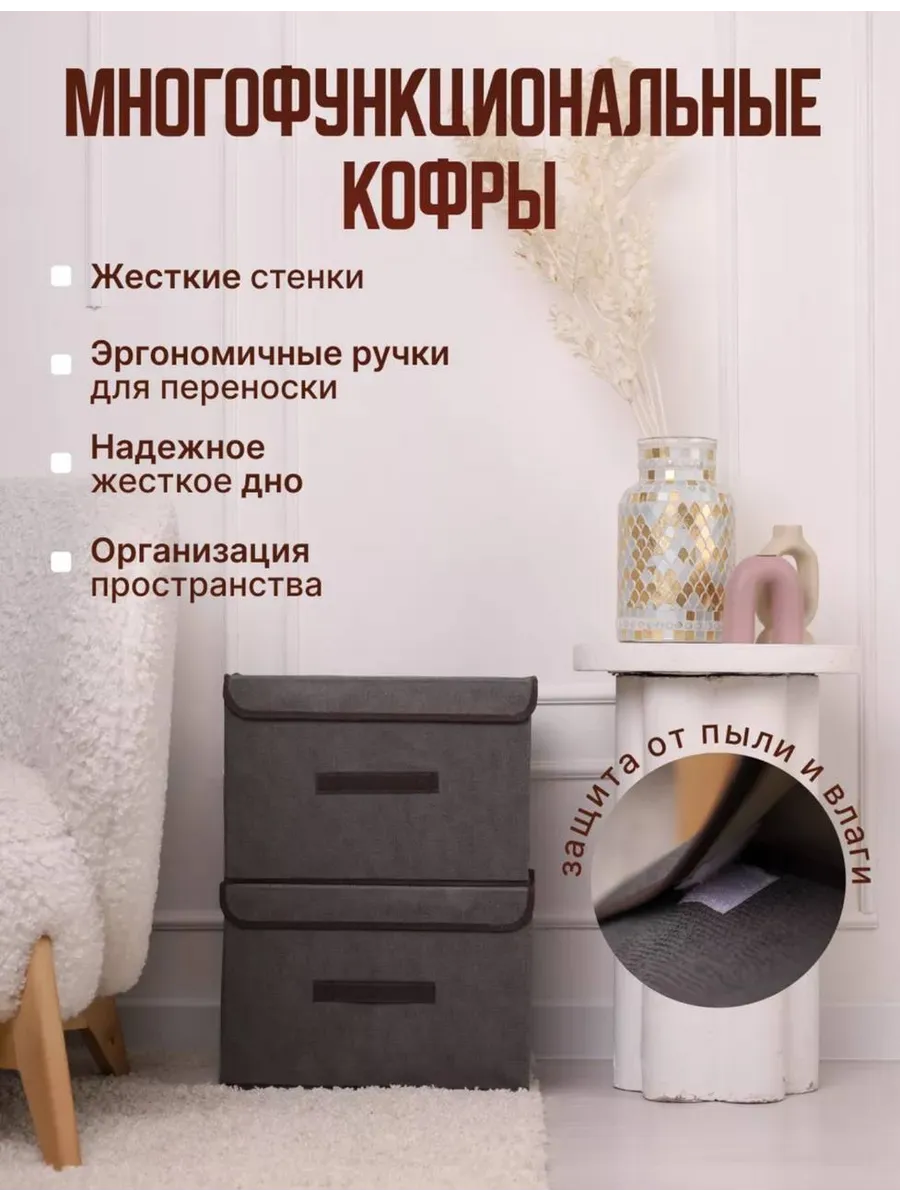 МНОГОФУНКЦИОНАЛЬНЫЕ
КОФРЫ
Жесткие стенки
Эргономичные ручки
для переноски
Надежное
жесткое дно
Организация
пространства
защита от пыли и влаги